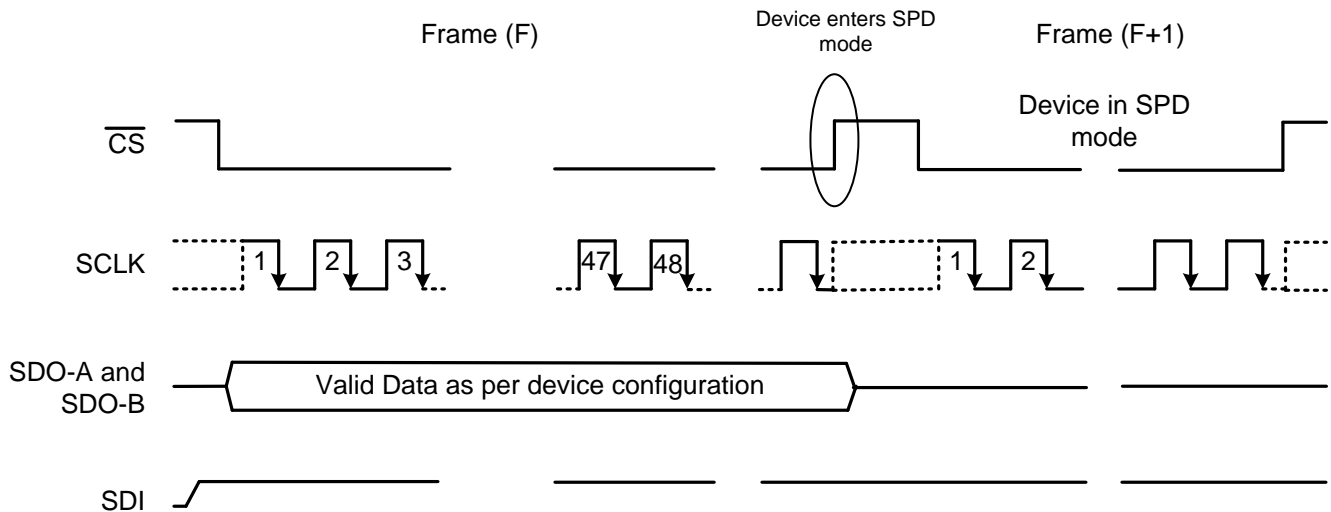 Frame (F)
Device enters SPD
mode
Frame (F+1)
Device in SPD
mode
CS
SCLK
1 2 3 47 48 1 2
SDO-A and
SDO-B
Valid Data as per device configuration
SDI